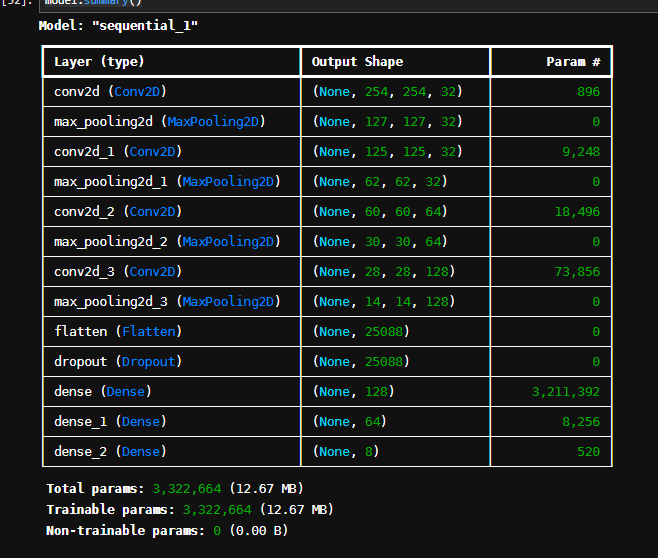 [52]: model.summary()
Model: "sequential_1"
Layer (type) Output Shape Param #
conv2d (Conv2D) (None, 254, 254, 32) 896
max_pooling2d (MaxPooling2D) (None, 127, 127, 32) 0
conv2d_1 (Conv2D) (None, 125, 125, 32) 9,248
max_pooling2d_1 (MaxPooling2D) (None, 62, 62, 32) 0
conv2d_2 (Conv2D) (None, 60, 60, 64) 18,496
max_pooling2d_2 (MaxPooling2D) (None, 30, 30, 64) 0
conv2d_3 (Conv2D) (None, 28, 28, 128) 73,856
max_pooling2d_3 (MaxPooling2D) (None, 14, 14, 128) 0
flatten (Flatten) (None, 25088) 0
dropout (Dropout) (None, 25088) 0
dense (Dense) (None, 128) 3,211,392
dense_1 (Dense) (None, 64) 8,256
dense_2 (Dense) (None, 8) 520
Total params: 3,322,664 (12.67 MB)
Trainable params: 3,322,664 (12.67 MB)
Non-trainable params: 0 (0.00 B)